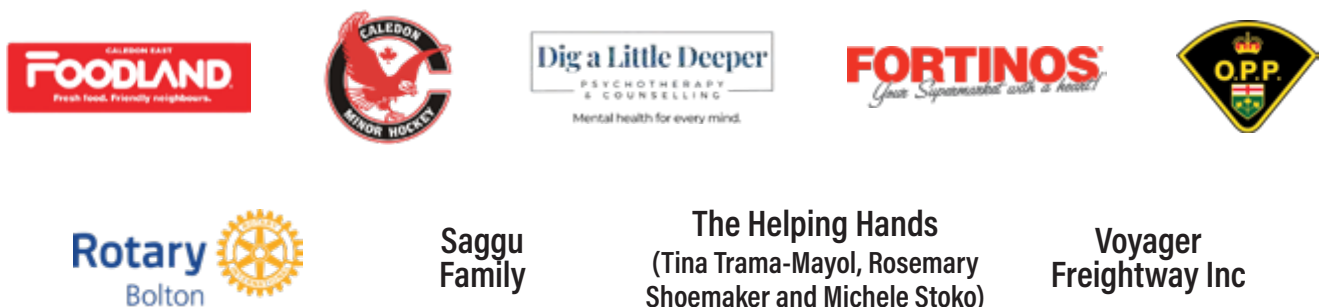 CALEDON EAST
FOODLAND
Fresh food. Friendly neighbours.
CALEDON
MINOR HOCKEY
Dig a Little Deeper
PSYCHOTHERAPY
& COUNSELLING
Mental health for every mind.
FORTINOS
Your Supermarket with a heart!
O.P.P.
Rotary
Bolton
ROTARY
INTERNATIONAL
Saggu
Family
The Helping Hands
(Tina Trama-Mayol, Rosemary
Shoemaker and Michele Stoko)
Voyager
Freightway Inc